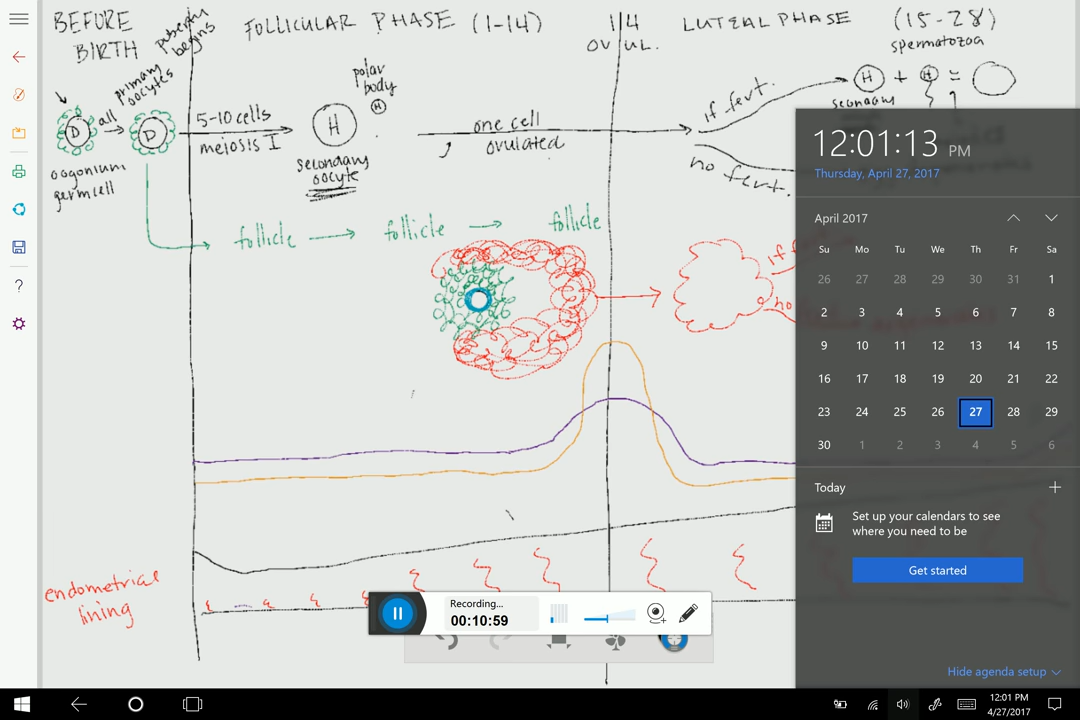 BEFORE
BIRTH
puberty
begins
FOLLICULAR PHASE (1-14)
14
OVUL.
LUTEAL PHASE (15-28)
spermatozoa
H + H = 
secondary
D
all
primary
oocytes
D
oogonium
germ cell
5-10 cells
meiosis I
H
secondary
oocyte
polar
body
H
one cell
ovulated
if fert.
no fert.
follicle
follicle
follicle
if
no
endometrial
lining
12:01:13 PM
Thursday, April 27, 2017
April 2017
Su Mo Tu We Th Fr Sa
26 27 28 29 30 31 1
2 3 4 5 6 7 8
9 10 11 12 13 14 15
16 17 18 19 20 21 22
23 24 25 26 27 28 29
30 1 2 3 4 5 6
Today
Set up your calendars to see
where you need to be
Get started
Hide agenda setup
Recording...
00:10:59
12:01 PM
4/27/2017